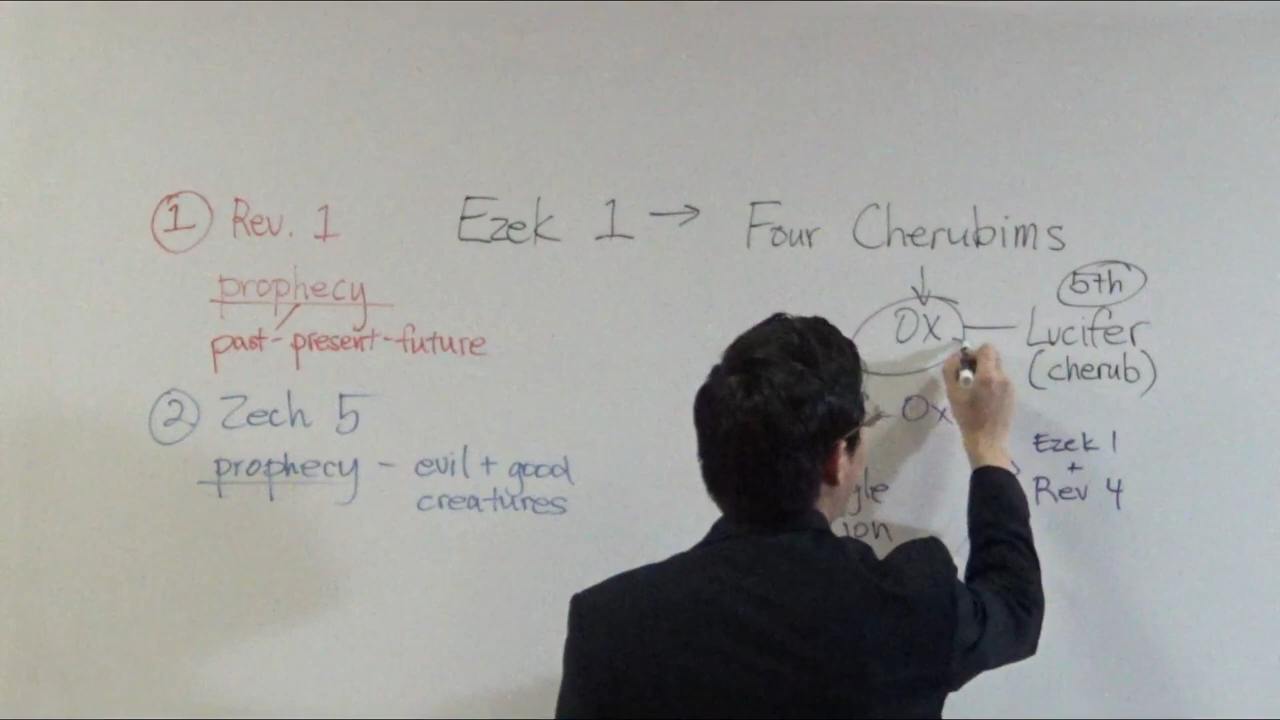 ① Rev. 1
prophecy
past-present-future
② Zech 5
prophecy - evil + good
creatures
Ezek 1 → Four Cherubims
5th
Ox
Lucifer
(cherub)
Ox
Ezek 1
+
Rev 4